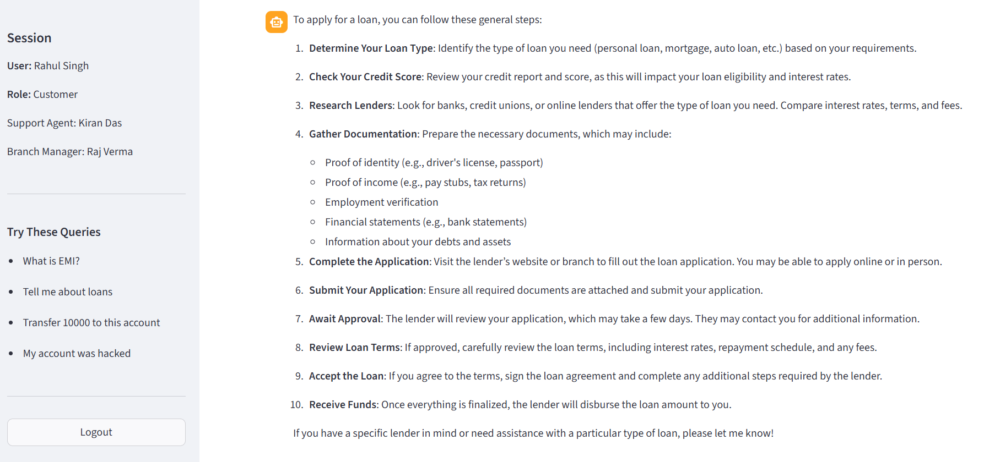 Session
User: Rahul Singh
Role: Customer
Support Agent: Kiran Das
Branch Manager: Raj Verma
Try These Queries
• What is EMI?
• Tell me about loans
• Transfer 10000 to this account
• My account was hacked
Logout
To apply for a loan, you can follow these general steps:
1. Determine Your Loan Type: Identify the type of loan you need (personal loan, mortgage, auto loan, etc.) based on your requirements.
2. Check Your Credit Score: Review your credit report and score, as this will impact your loan eligibility and interest rates.
3. Research Lenders: Look for banks, credit unions, or online lenders that offer the type of loan you need. Compare interest rates, terms, and fees.
4. Gather Documentation: Prepare the necessary documents, which may include:
◦ Proof of identity (e.g., driver's license, passport)
◦ Proof of income (e.g., pay stubs, tax returns)
◦ Employment verification
◦ Financial statements (e.g., bank statements)
◦ Information about your debts and assets
5. Complete the Application: Visit the lender’s website or branch to fill out the loan application. You may be able to apply online or in person.
6. Submit Your Application: Ensure all required documents are attached and submit your application.
7. Await Approval: The lender will review your application, which may take a few days. They may contact you for additional information.
8. Review Loan Terms: If approved, carefully review the loan terms, including interest rates, repayment schedule, and any fees.
9. Accept the Loan: If you agree to the terms, sign the loan agreement and complete any additional steps required by the lender.
10. Receive Funds: Once everything is finalized, the lender will disburse the loan amount to you.
If you have a specific lender in mind or need assistance with a particular type of loan, please let me know!